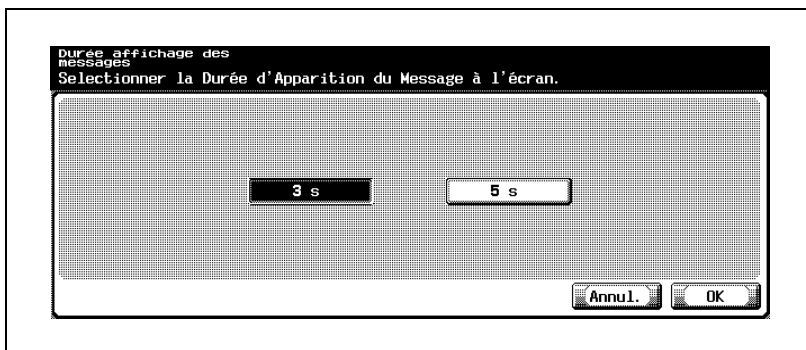 Durée affichage des
messages
Selectionner la Durée d'Apparition du Message à l'écran.
3 s 5 s
Annul. OK